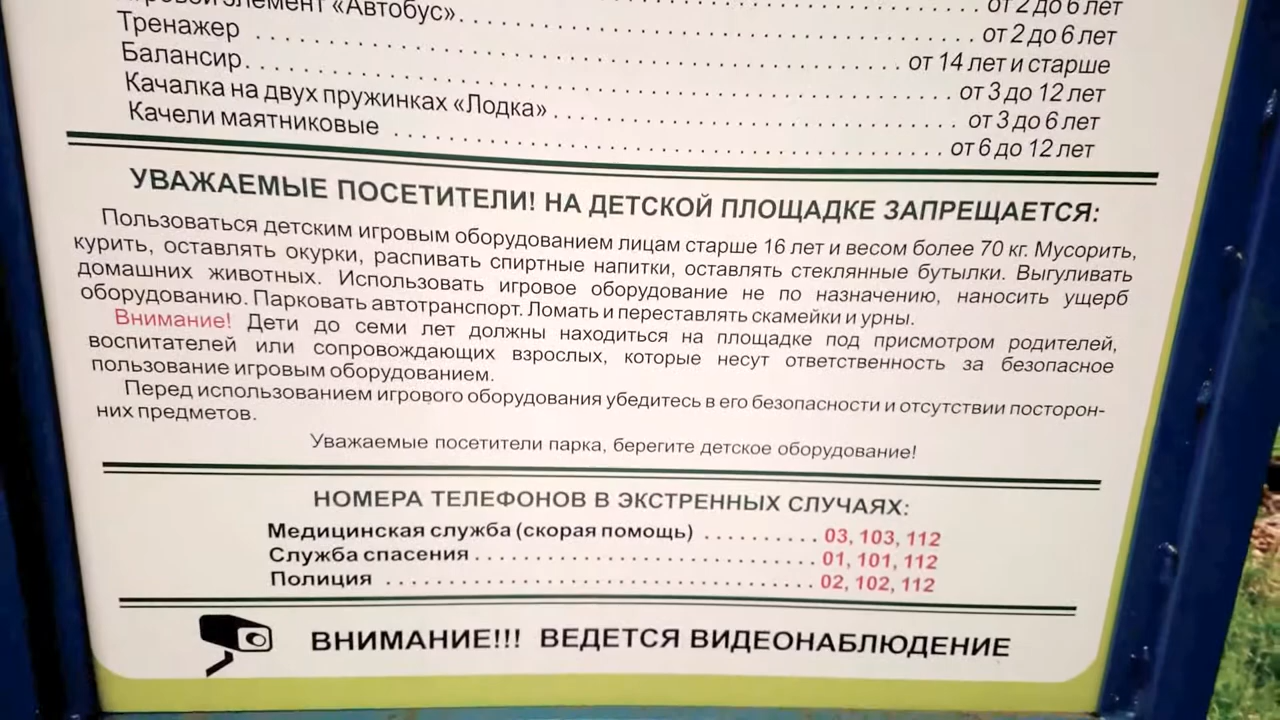 элемент «Автобус» от 2 до 6 лет
Тренажер от 2 до 6 лет
Балансир от 14 лет и старше
Качалка на двух пружинках «Лодка» от 3 до 12 лет
Качели маятниковые от 3 до 6 лет
от 6 до 12 лет
УВАЖАЕМЫЕ ПОСЕТИТЕЛИ! НА ДЕТСКОЙ ПЛОЩАДКЕ ЗАПРЕЩАЕТСЯ:
Пользоваться детским игровым оборудованием лицам старше 16 лет и весом более 70 кг. Мусорить,
курить, оставлять окурки, распивать спиртные напитки, оставлять стеклянные бутылки. Выгуливать
домашних животных. Использовать игровое оборудование не по назначению, наносить ущерб
оборудованию. Парковать автотранспорт. Ломать и переставлять скамейки и урны.
Внимание! Дети до семи лет должны находиться на площадке под присмотром родителей,
воспитателей или сопровождающих взрослых, которые несут ответственность за безопасное
пользование игровым оборудованием.
Перед использованием игрового оборудования убедитесь в его безопасности и отсутствии посторон-
них предметов.
Уважаемые посетители парка, берегите детское оборудование!
НОМЕРА ТЕЛЕФОНОВ В ЭКСТРЕННЫХ СЛУЧАЯХ:
Медицинская служба (скорая помощь) .......... 03, 103, 112
Служба спасения .......... 01, 101, 112
Полиция .......... 02, 102, 112
ВНИМАНИЕ!!! ВЕДЕТСЯ ВИДЕОНАБЛЮДЕНИЕ